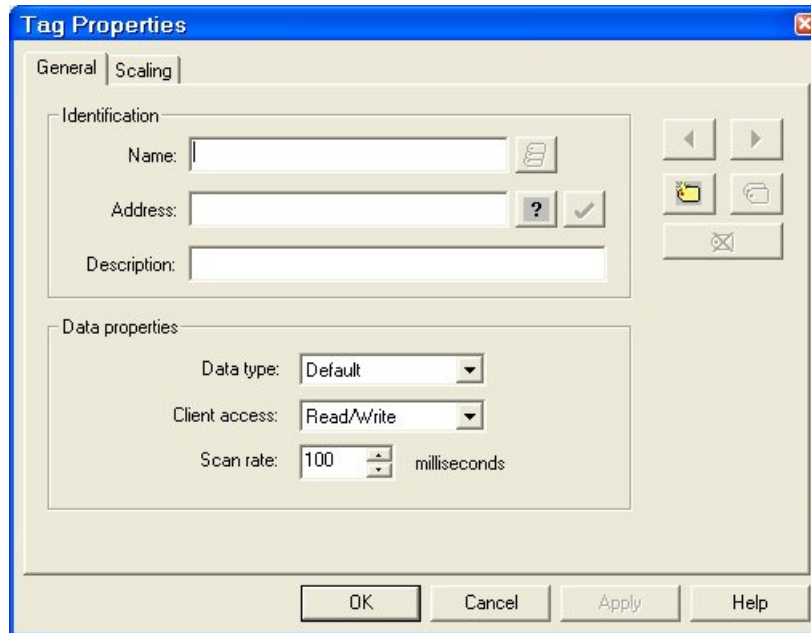 Tag Properties
General
Scaling
Identification
Name:
Address:
?
Description:
Data properties
Data type: Default
Client access: Read/Write
Scan rate: 100 milliseconds
OK
Cancel
Apply
Help